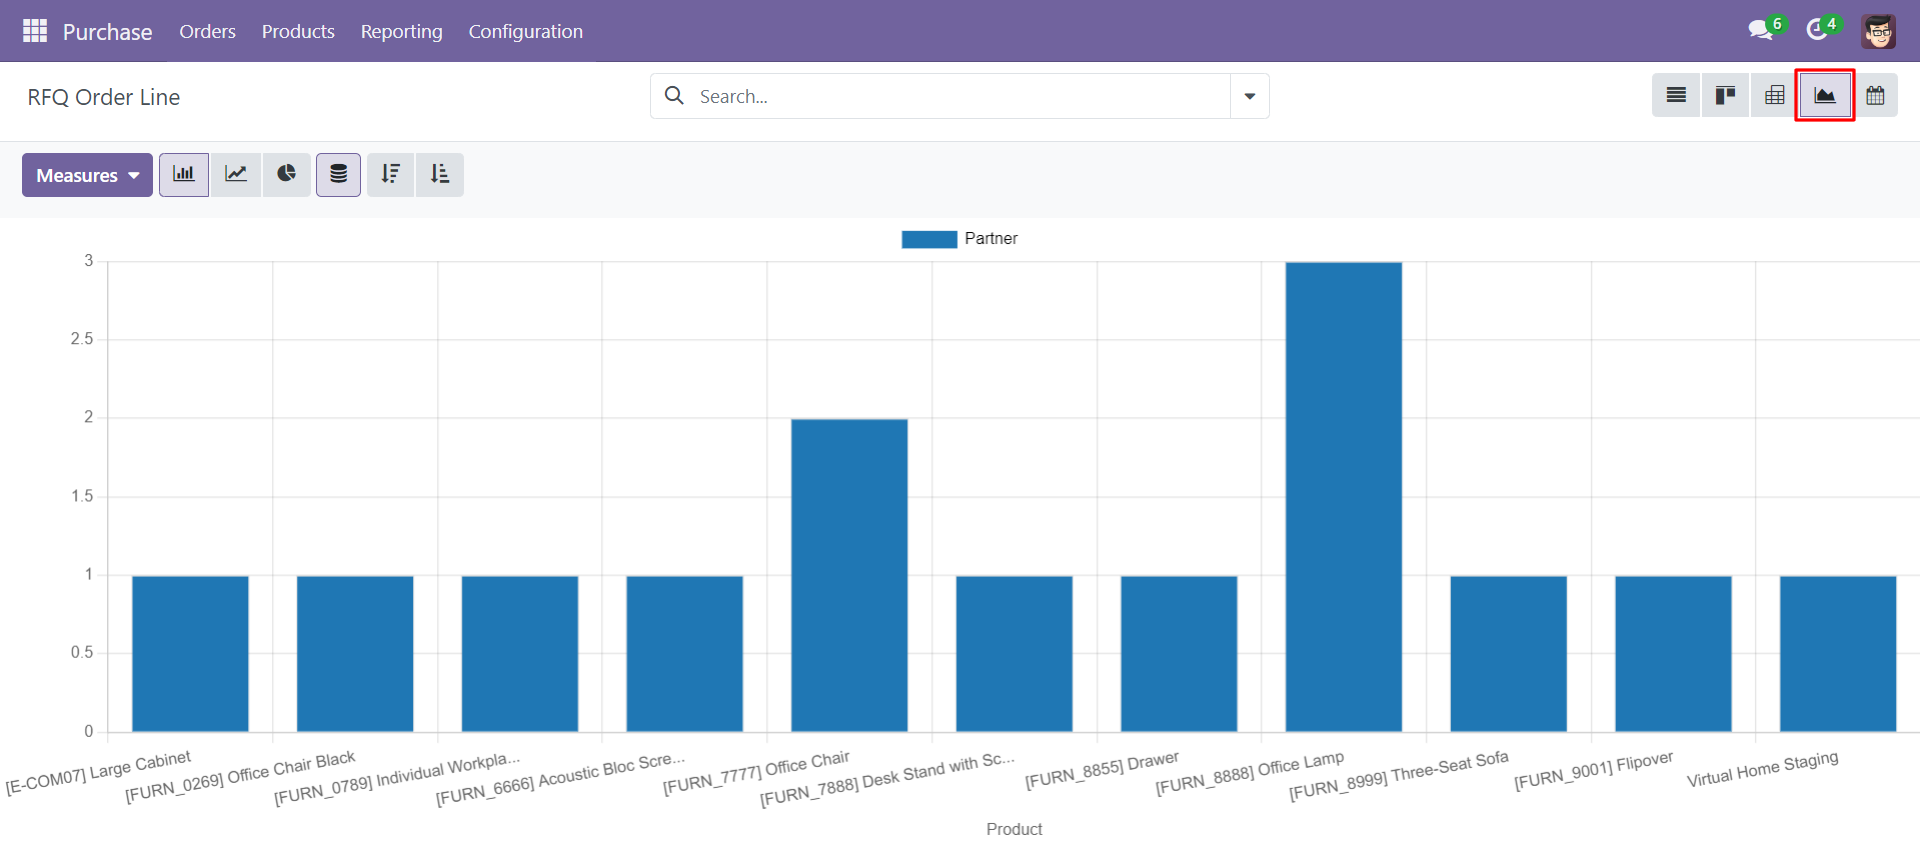 Purchase Orders Products Reporting Configuration 6 4
RFQ Order Line Search...
Measures
Partner
3
2.5
2
1.5
1
0.5
0
[E-COM07] Large Cabinet
[FURN_0269] Office Chair Black
[FURN_0789] Individual Workpla...
[FURN_6666] Acoustic Bloc Scre...
[FURN_7777] Office Chair
[FURN_7888] Desk Stand with Sc...
[FURN_8855] Drawer
[FURN_8888] Office Lamp
[FURN_8999] Three-Seat Sofa
[FURN_9001] Flipover
Virtual Home Staging
Product